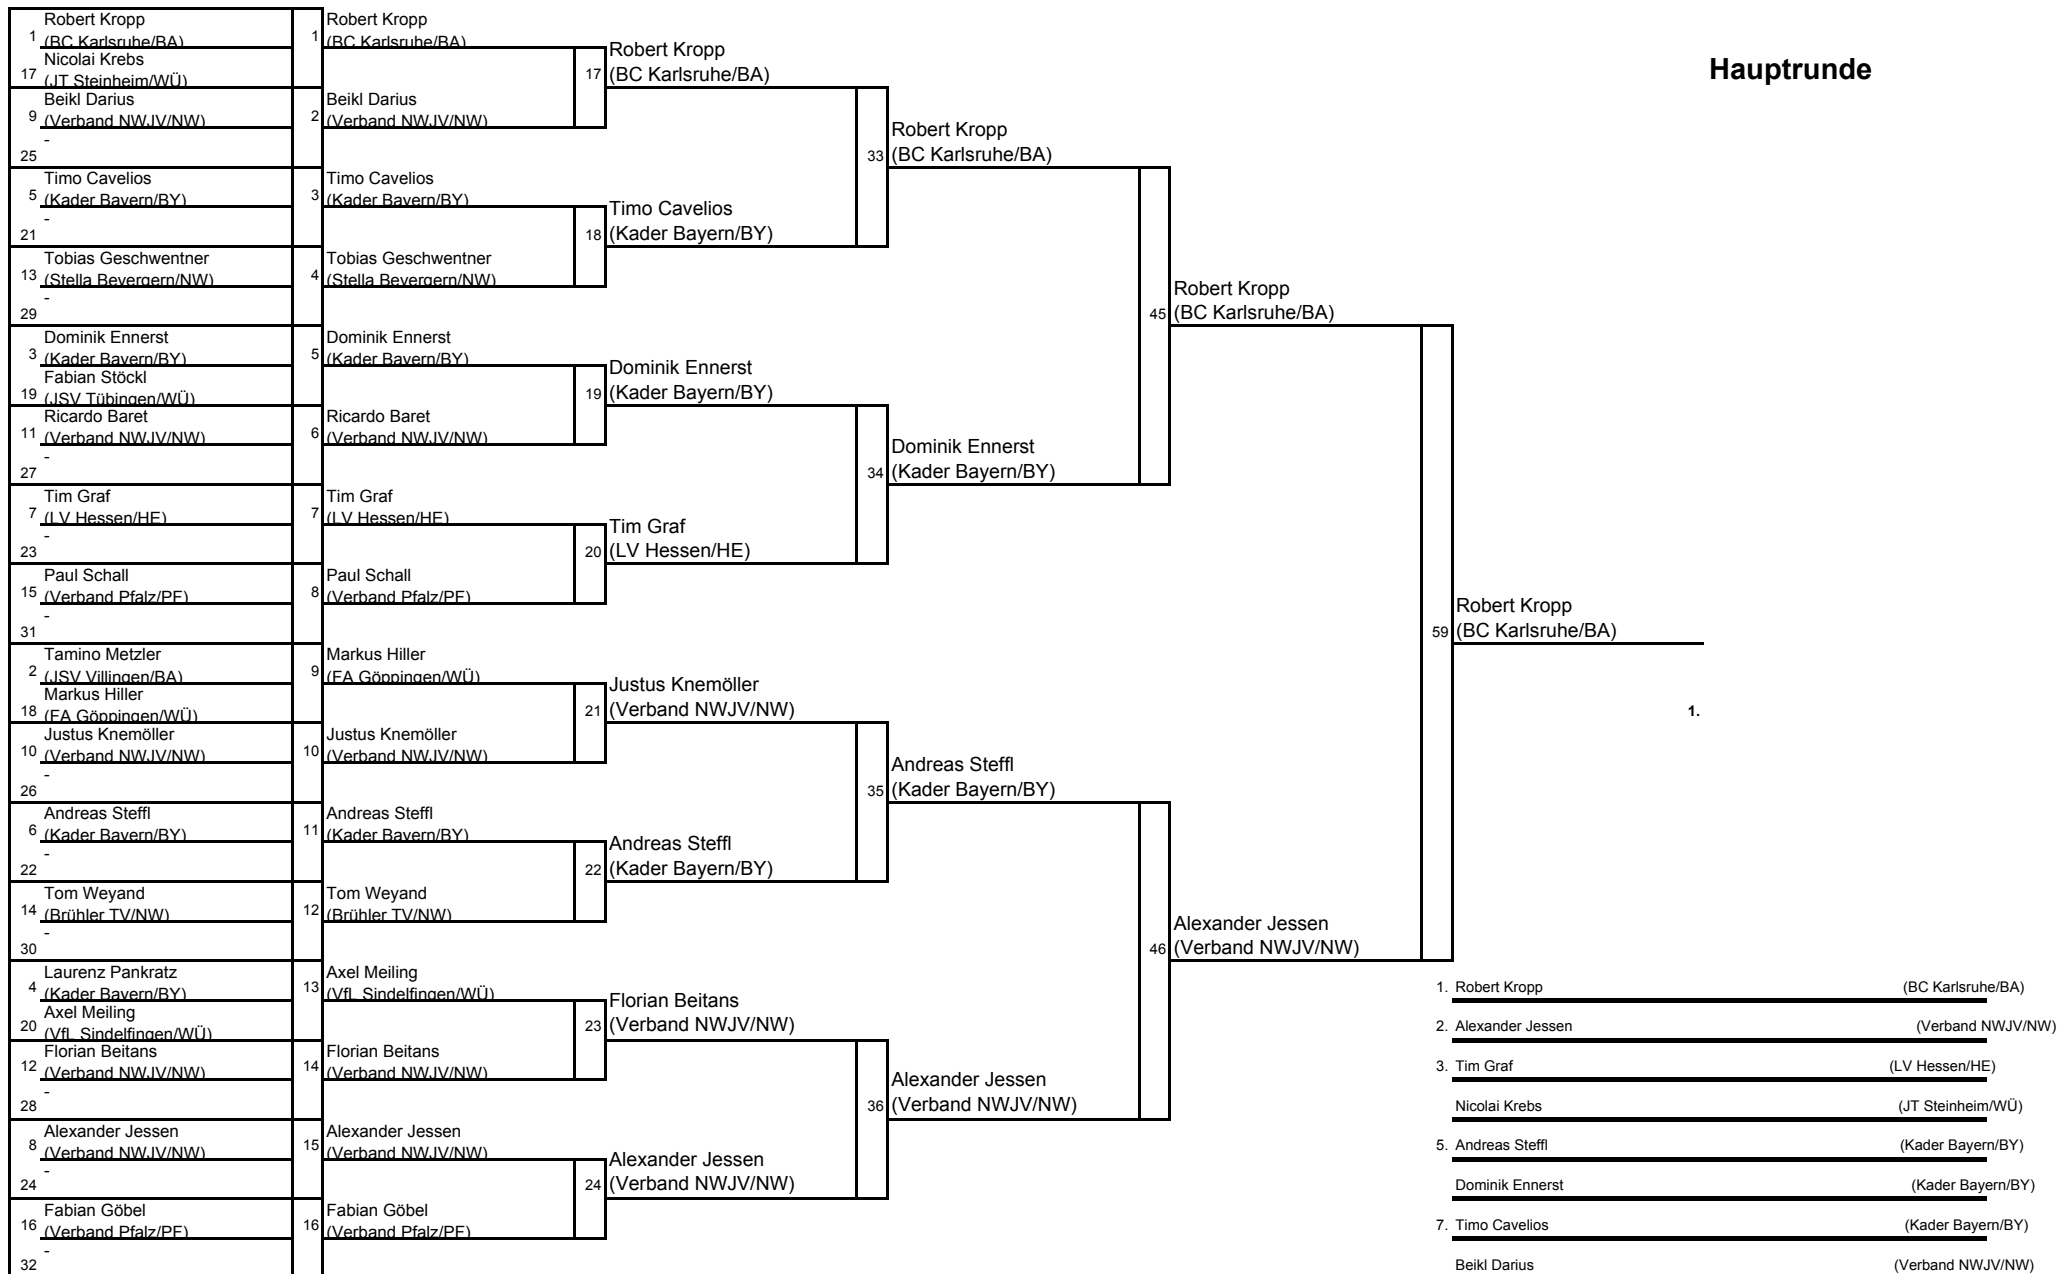 Hauptrunde
1 Robert Kropp
(BC Karlsruhe/BA)
17 Nicolai Krebs
(JT Steinheim/WÜ)
9 Beikl Darius
(Verband NWJV/NW)
25 -
5 Timo Cavelios
(Kader Bayern/BY)
21 -
13 Tobias Geschwentner
(Stella Bevergern/NW)
29 -
3 Dominik Ennerst
(Kader Bayern/BY)
19 Fabian Stöckl
(JSV Tübingen/WÜ)
11 Ricardo Baret
(Verband NWJV/NW)
27 -
7 Tim Graf
(LV Hessen/HE)
23 -
15 Paul Schall
(Verband Pfalz/PF)
31 -
2 Tamino Metzler
(JSV Villingen/BA)
18 Markus Hiller
(FA Göppingen/WÜ)
10 Justus Knemöller
(Verband NWJV/NW)
26 -
6 Andreas Steffl
(Kader Bayern/BY)
22 -
14 Tom Weyand
(Brühler TV/NW)
30 -
4 Laurenz Pankratz
(Kader Bayern/BY)
20 Axel Meiling
(VfL Sindelfingen/WÜ)
12 Florian Beitans
(Verband NWJV/NW)
28 -
8 Alexander Jessen
(Verband NWJV/NW)
24 -
16 Fabian Göbel
(Verband Pfalz/PF)
32 -
1 Robert Kropp
(BC Karlsruhe/BA)
2 Beikl Darius
(Verband NWJV/NW)
3 Timo Cavelios
(Kader Bayern/BY)
4 Tobias Geschwentner
(Stella Bevergern/NW)
5 Dominik Ennerst
(Kader Bayern/BY)
6 Ricardo Baret
(Verband NWJV/NW)
7 Tim Graf
(LV Hessen/HE)
8 Paul Schall
(Verband Pfalz/PF)
9 Markus Hiller
(FA Göppingen/WÜ)
10 Justus Knemöller
(Verband NWJV/NW)
11 Andreas Steffl
(Kader Bayern/BY)
12 Tom Weyand
(Brühler TV/NW)
13 Axel Meiling
(VfL Sindelfingen/WÜ)
14 Florian Beitans
(Verband NWJV/NW)
15 Alexander Jessen
(Verband NWJV/NW)
16 Fabian Göbel
(Verband Pfalz/PF)
Robert Kropp
17 (BC Karlsruhe/BA)
Timo Cavelios
18 (Kader Bayern/BY)
Dominik Ennerst
19 (Kader Bayern/BY)
Tim Graf
20 (LV Hessen/HE)
Justus Knemöller
21 (Verband NWJV/NW)
Andreas Steffl
22 (Kader Bayern/BY)
Florian Beitans
23 (Verband NWJV/NW)
Alexander Jessen
24 (Verband NWJV/NW)
Robert Kropp
33 (BC Karlsruhe/BA)
Dominik Ennerst
34 (Kader Bayern/BY)
Andreas Steffl
35 (Kader Bayern/BY)
Alexander Jessen
36 (Verband NWJV/NW)
Robert Kropp
45 (BC Karlsruhe/BA)
Alexander Jessen
46 (Verband NWJV/NW)
Robert Kropp
59 (BC Karlsruhe/BA)
1.
1. Robert Kropp (BC Karlsruhe/BA)
2. Alexander Jessen (Verband NWJV/NW)
3. Tim Graf (LV Hessen/HE)
Nicolai Krebs (JT Steinheim/WÜ)
5. Andreas Steffl (Kader Bayern/BY)
Dominik Ennerst (Kader Bayern/BY)
7. Timo Cavelios (Kader Bayern/BY)
Beikl Darius (Verband NWJV/NW)